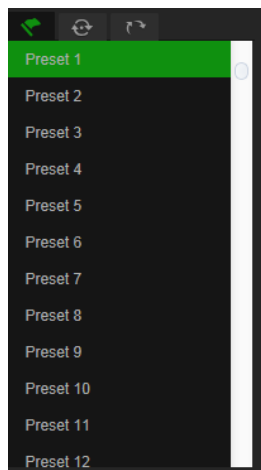 Preset 1
Preset 2
Preset 3
Preset 4
Preset 5
Preset 6
Preset 7
Preset 8
Preset 9
Preset 10
Preset 11
Preset 12